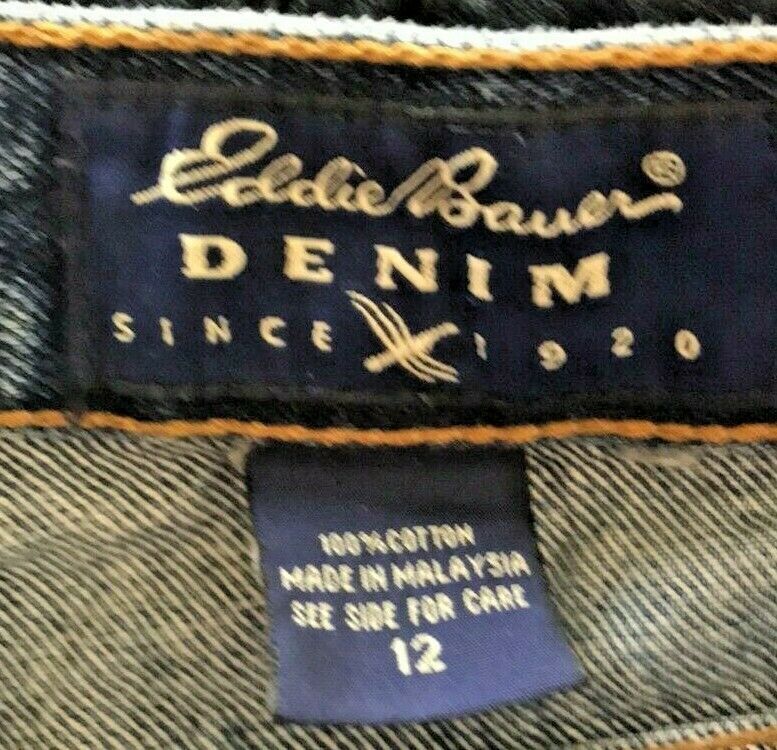 Eddie Bauer®
DENIM
SINCE 1920
100% COTTON
MADE IN MALAYSIA
SEE SIDE FOR CARE
12